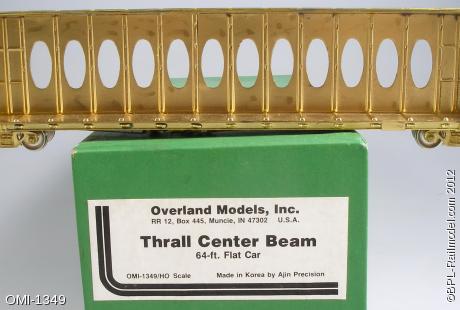 Overland Models, Inc.
RR 12, Box 445, Muncie, IN 47302 U.S.A.
Thrall Center Beam
64-ft. Flat Car
OMI-1349/HO Scale Made in Korea by Ajin Precision
OMI-1349
©BPL-Railmodel.com 2012